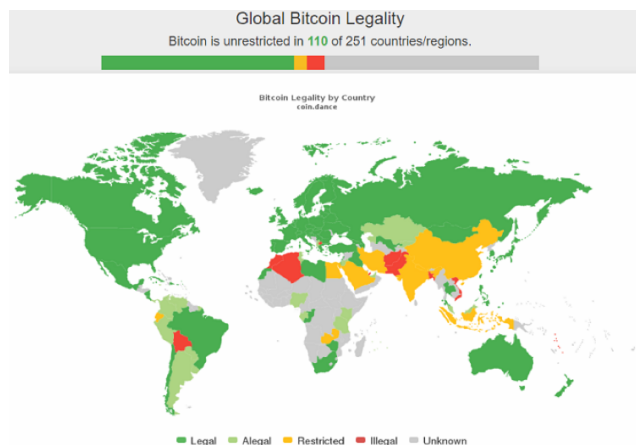 Global Bitcoin Legality
Bitcoin is unrestricted in 110 of 251 countries/regions.
Bitcoin Legality by Country
coin.dance
Legal Alegal Restricted Illegal Unknown